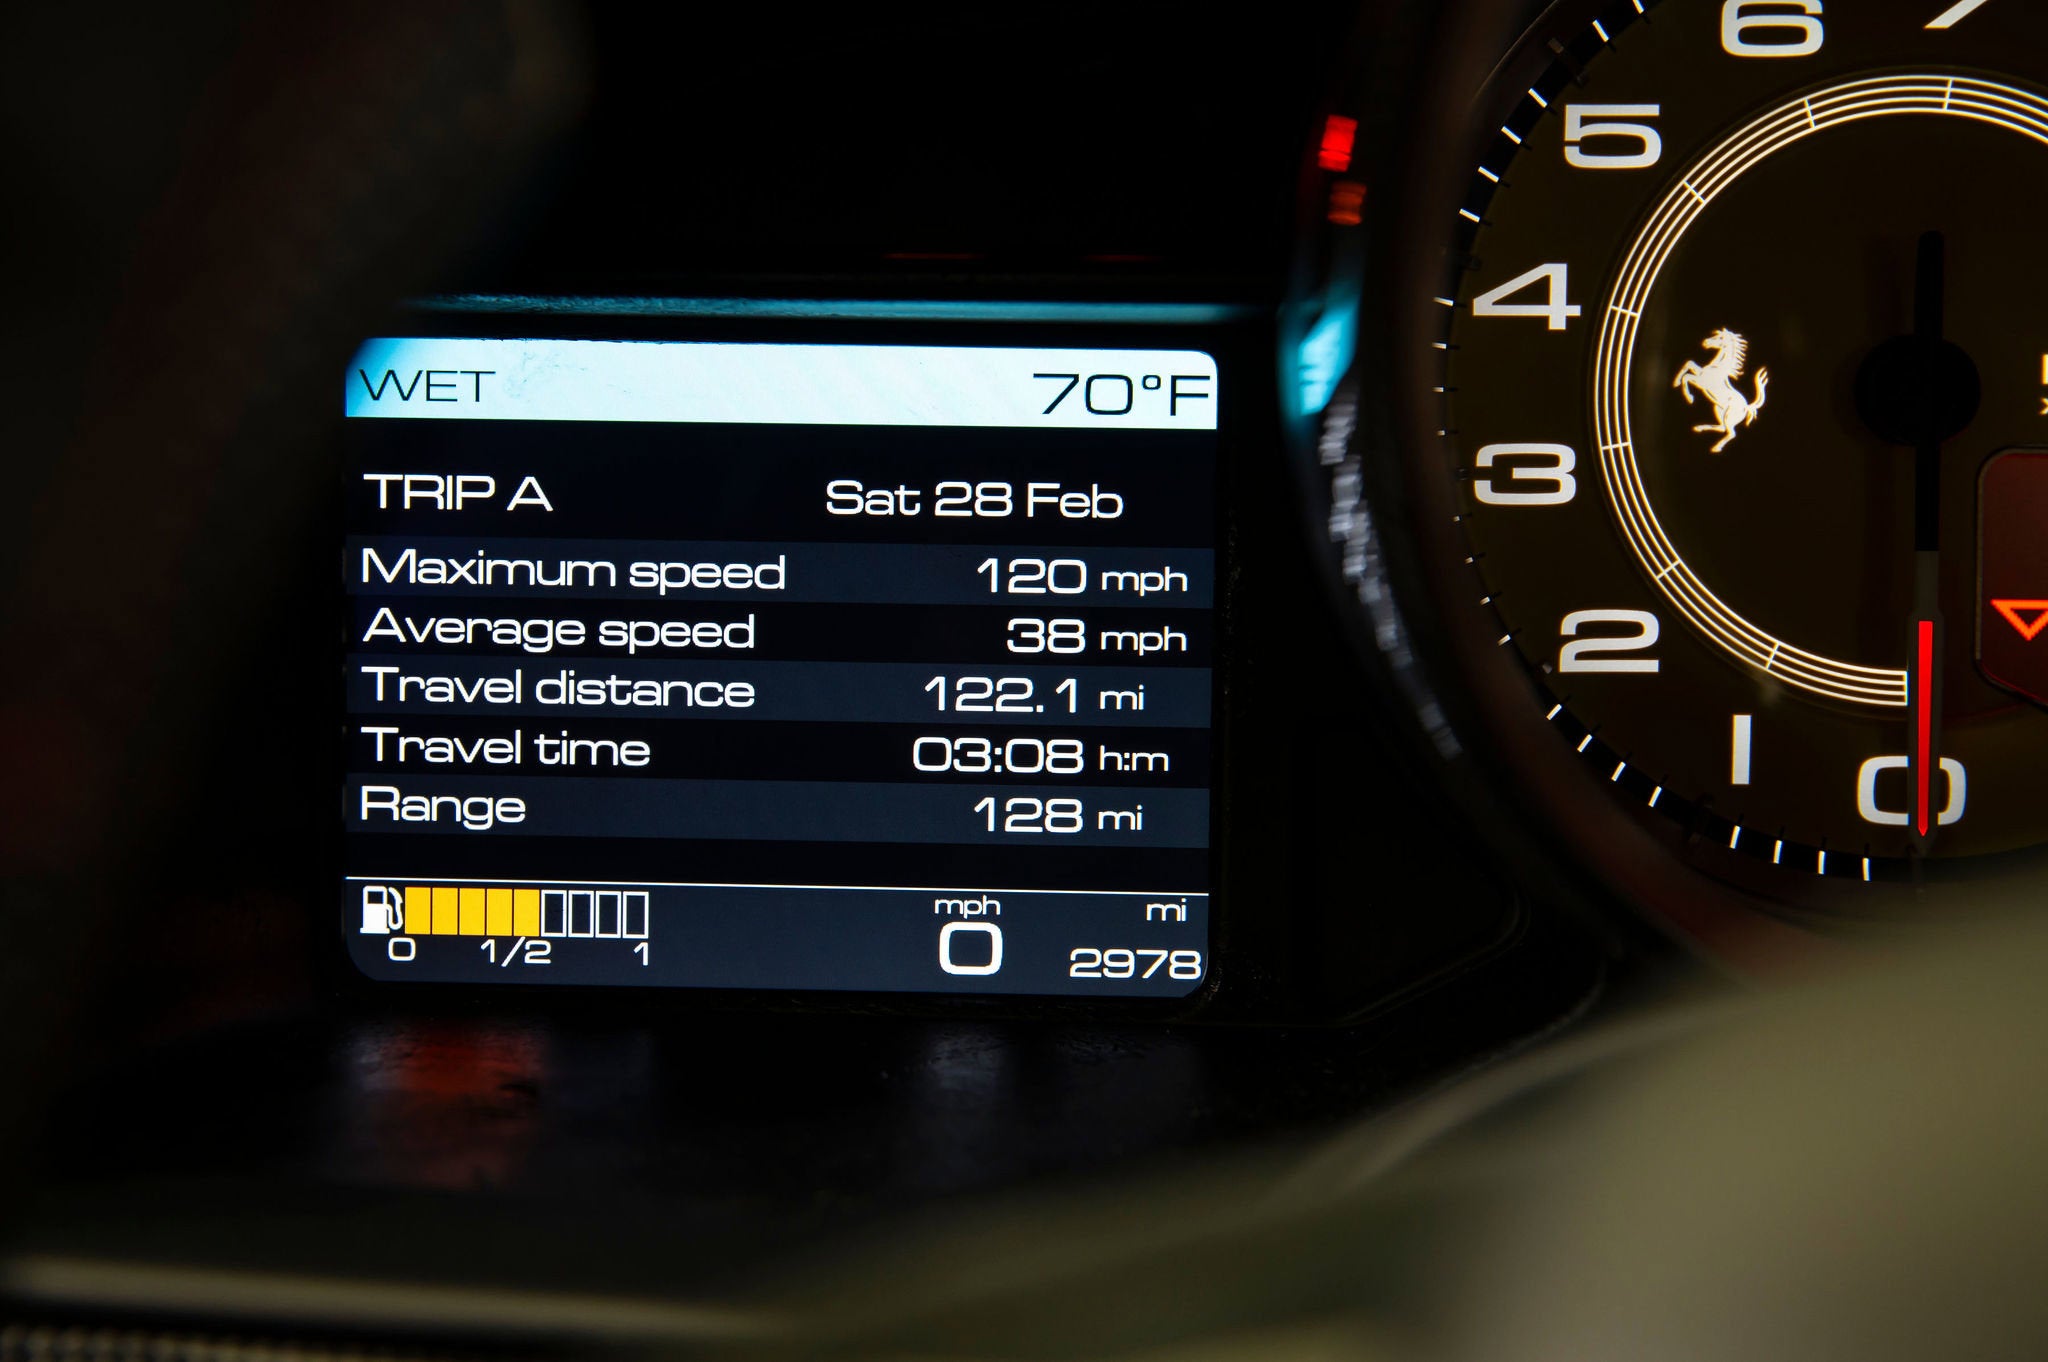 WET 70°F
TRIP A Sat 28 Feb
Maximum speed 120 mph
Average speed 38 mph
Travel distance 122.1 mi
Travel time 03:08 h:m
Range 128 mi
mph mi
0 1/2 1 0 2978
6
5
4
3
2
1
0